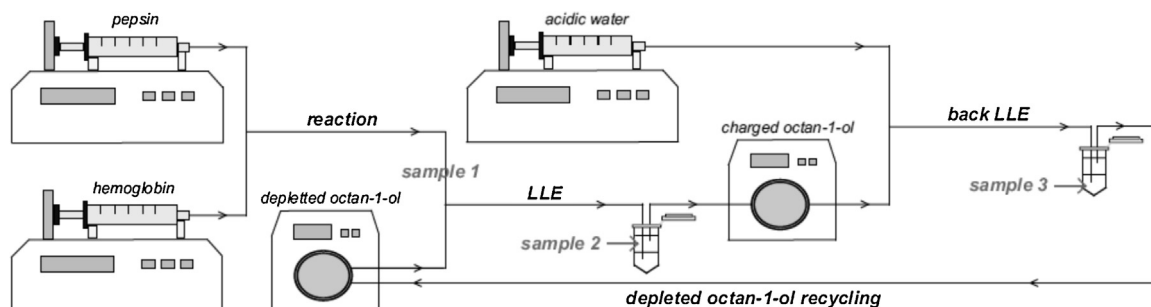 pepsin
acidic water
reaction
back LLE
charged octan-1-ol
sample 1
sample 3
hemoglobin
depletted octan-1-ol
LLE
sample 2
depleted octan-1-ol recycling